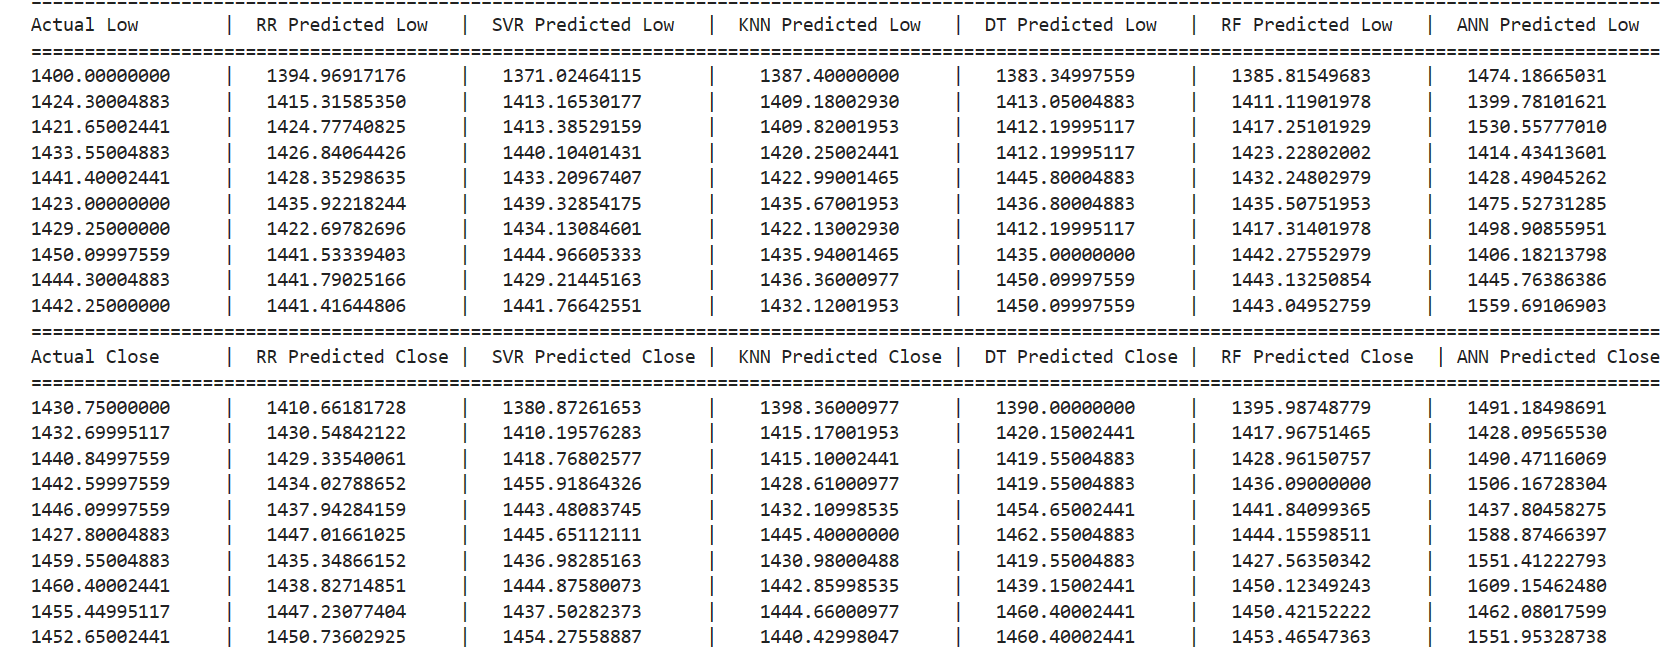 Actual Low | RR Predicted Low | SVR Predicted Low | KNN Predicted Low | DT Predicted Low | RF Predicted Low | ANN Predicted Low
1400.00000000 | 1394.96917176 | 1371.02464115 | 1387.40000000 | 1383.34997559 | 1385.81549683 | 1474.18665031
1424.30004883 | 1415.31585350 | 1413.16530177 | 1409.18002930 | 1413.05004883 | 1411.11901978 | 1399.78101621
1421.65002441 | 1424.77740825 | 1413.38529159 | 1409.82001953 | 1412.19995117 | 1417.25101929 | 1530.55777010
1433.55004883 | 1426.84064426 | 1440.10401431 | 1420.25002441 | 1412.19995117 | 1423.22802002 | 1414.43413601
1441.40002441 | 1428.35298635 | 1433.20967407 | 1422.99001465 | 1445.80004883 | 1432.24802979 | 1428.49045262
1423.00000000 | 1435.92218244 | 1439.32854175 | 1435.67001953 | 1436.80004883 | 1435.50751953 | 1475.52731285
1429.25000000 | 1422.69782696 | 1434.13084601 | 1422.13002930 | 1412.19995117 | 1417.31401978 | 1498.90855951
1450.09997559 | 1441.53339403 | 1444.96605333 | 1435.94001465 | 1435.00000000 | 1442.27552979 | 1406.18213798
1444.30004883 | 1441.79025166 | 1429.21445163 | 1436.36000977 | 1450.09997559 | 1443.13250854 | 1445.76386386
1442.25000000 | 1441.41644806 | 1441.76642551 | 1432.12001953 | 1450.09997559 | 1443.04952759 | 1559.69106903
Actual Close | RR Predicted Close | SVR Predicted Close | KNN Predicted Close | DT Predicted Close | RF Predicted Close | ANN Predicted Close
1430.75000000 | 1410.66181728 | 1380.87261653 | 1398.36000977 | 1390.00000000 | 1395.98748779 | 1491.18498691
1432.69995117 | 1430.54842122 | 1410.19576283 | 1415.17001953 | 1420.15002441 | 1417.96751465 | 1428.09565530
1440.84997559 | 1429.33540061 | 1418.76802577 | 1415.10002441 | 1419.55004883 | 1428.96150757 | 1490.47116069
1442.59997559 | 1434.02788652 | 1455.91864326 | 1428.61000977 | 1419.55004883 | 1436.09000000 | 1506.16728304
1446.09997559 | 1437.94284159 | 1443.48083745 | 1432.10998535 | 1454.65002441 | 1441.84099365 | 1437.80458275
1427.80004883 | 1447.01661025 | 1445.65112111 | 1445.40000000 | 1462.55004883 | 1444.15598511 | 1588.87466397
1459.55004883 | 1435.34866152 | 1436.98285163 | 1430.98000488 | 1419.55004883 | 1427.56350342 | 1551.41222793
1460.40002441 | 1438.82714851 | 1444.87580073 | 1442.85998535 | 1439.15002441 | 1450.12349243 | 1609.15462480
1455.44995117 | 1447.23077404 | 1437.50282373 | 1444.66000977 | 1460.40002441 | 1450.42152222 | 1462.08017599
1452.65002441 | 1450.73602925 | 1454.27558887 | 1440.42998047 | 1460.40002441 | 1453.46547363 | 1551.95328738